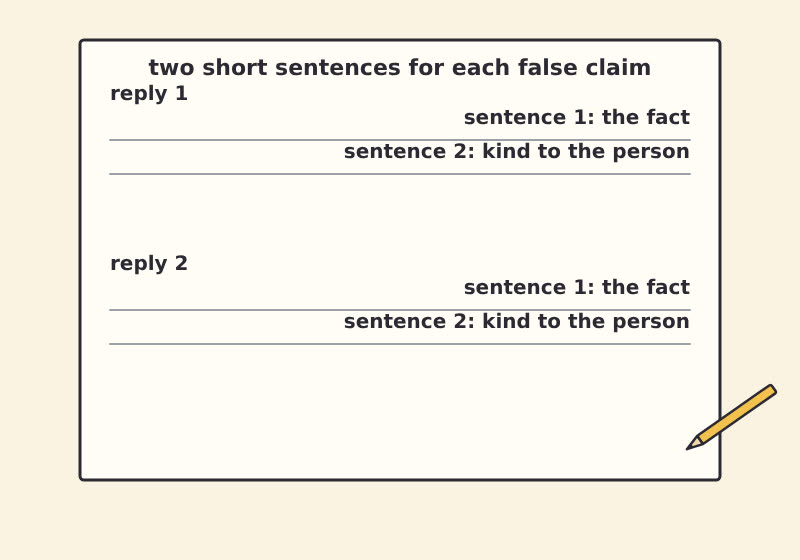 two short sentences for each false claim
reply 1
sentence 1: the fact
sentence 2: kind to the person
reply 2
sentence 1: the fact
sentence 2: kind to the person